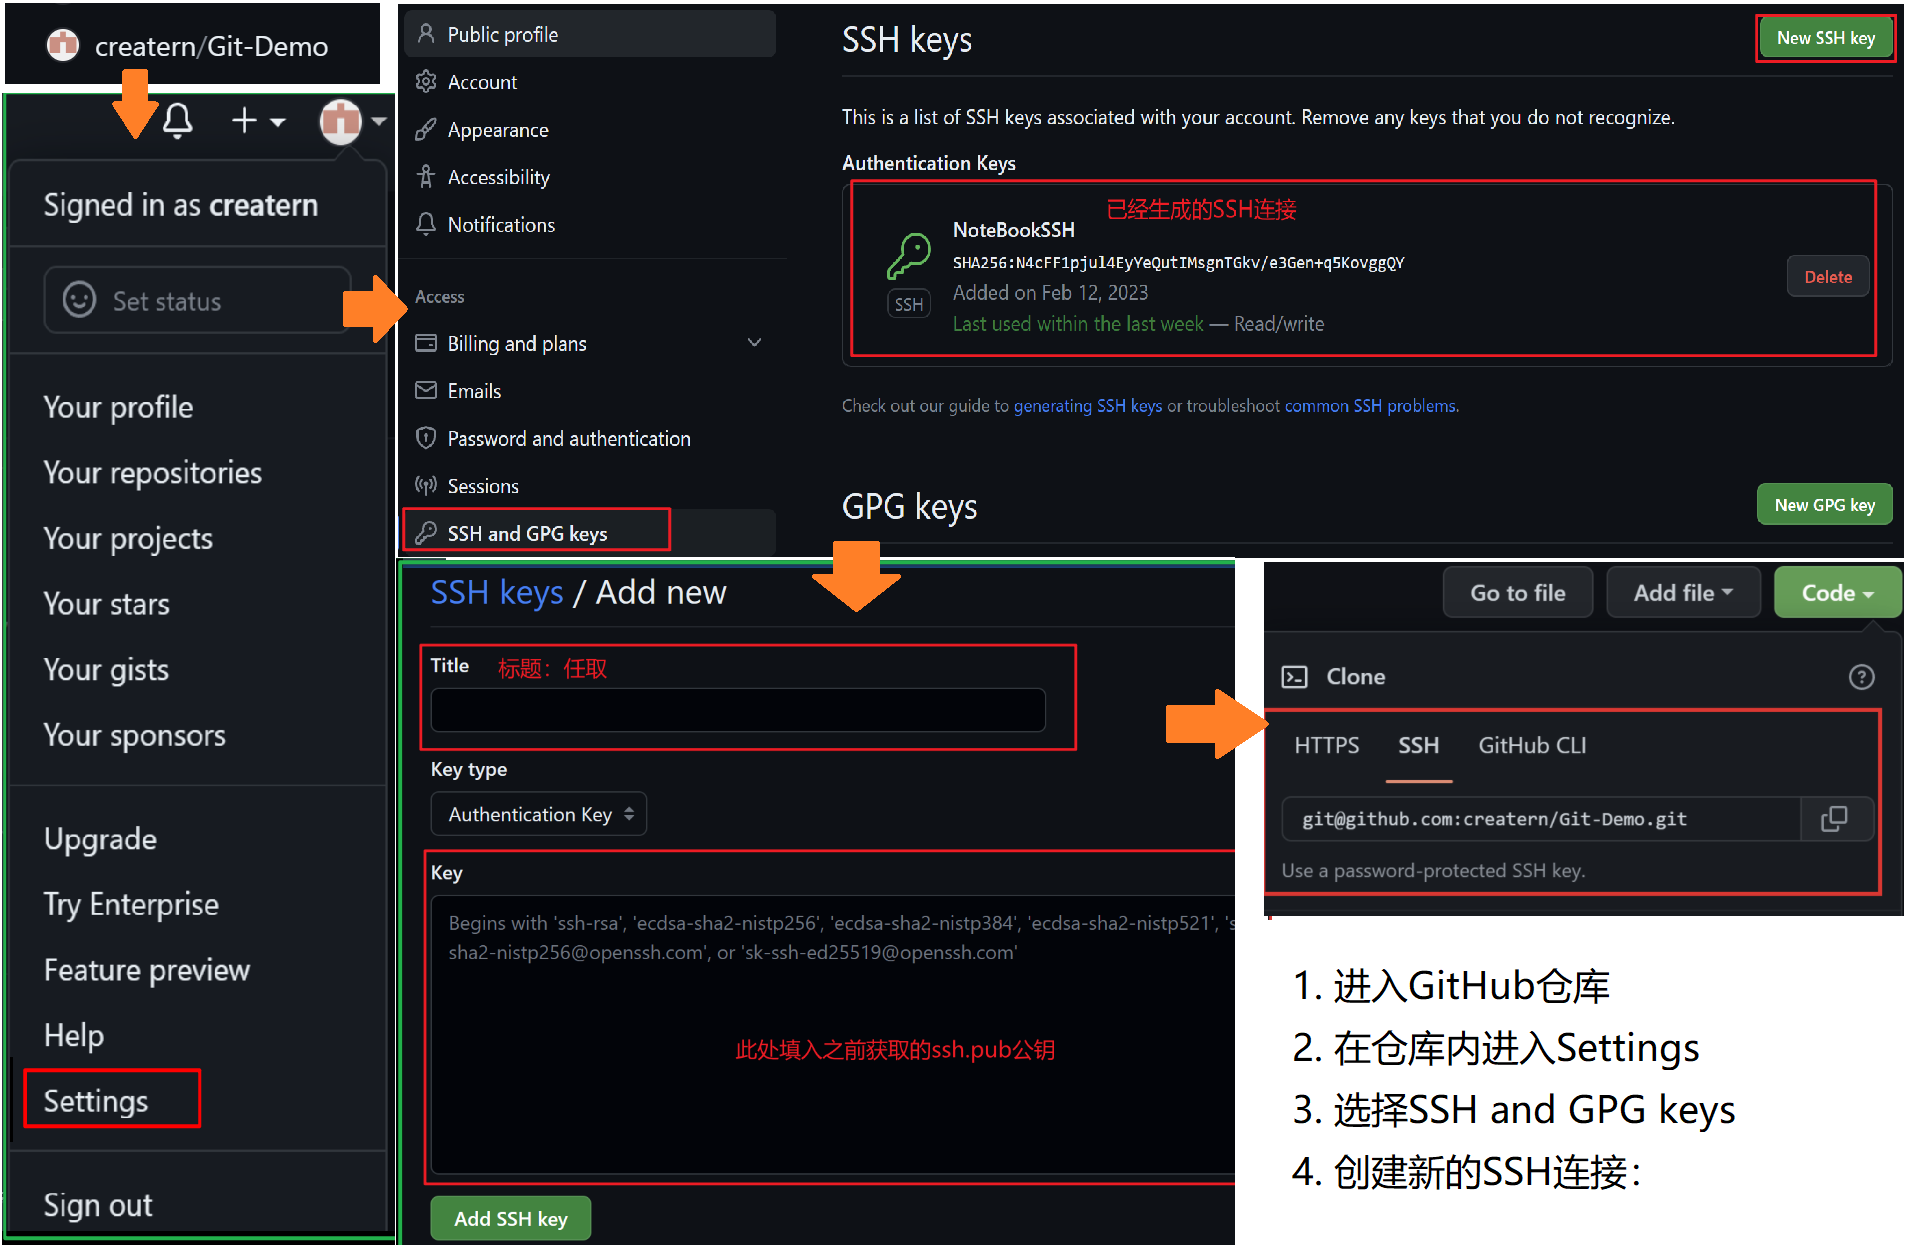 creatern/Git-Demo
Signed in as creatern
Set status
Your profile
Your repositories
Your projects
Your stars
Your gists
Your sponsors
Upgrade
Try Enterprise
Feature preview
Help
Settings
Sign out
Public profile
Account
Appearance
Accessibility
Notifications
Access
Billing and plans
Emails
Password and authentication
Sessions
SSH and GPG keys
SSH keys
New SSH key
This is a list of SSH keys associated with your account. Remove any keys that you do not recognize.
Authentication Keys
已经生成的SSH连接
NoteBookSSH
SHA256:N4cFF1pjul4EyYeQutIMsgnTGkv/e3Gen+q5KovggQY
SSH
Added on Feb 12, 2023
Last used within the last week — Read/write
Delete
Check out our guide to generating SSH keys or troubleshoot common SSH problems.
GPG keys
New GPG key
SSH keys / Add new
Title 标题：任取
Key type
Authentication Key
Key
Begins with 'ssh-rsa', 'ecdsa-sha2-nistp256', 'ecdsa-sha2-nistp384', 'ecdsa-sha2-nistp521', 's
sha2-nistp256@openssh.com', or 'sk-ssh-ed25519@openssh.com'
此处填入之前获取的ssh.pub公钥
Add SSH key
Go to file
Add file
Code
Clone
HTTPS SSH GitHub CLI
git@github.com:creatern/Git-Demo.git
Use a password-protected SSH key.
1. 进入GitHub仓库
2. 在仓库内进入Settings
3. 选择SSH and GPG keys
4. 创建新的SSH连接：